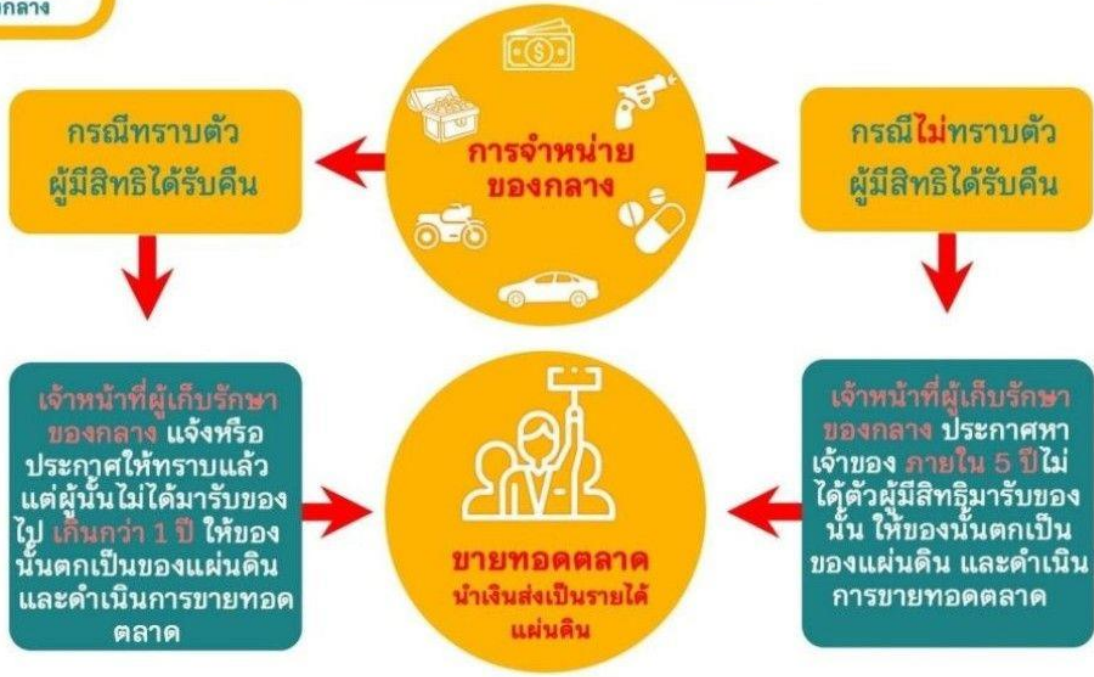 การจำหน่าย
ของกลาง
กรณีทราบตัว
ผู้มีสิทธิได้รับคืน
กรณีไม่ทราบตัว
ผู้มีสิทธิได้รับคืน
เจ้าหน้าที่ผู้เก็บรักษา
ของกลาง แจ้งหรือ
ประกาศให้ทราบแล้ว
แต่ผู้นั้นไม่ได้มารับของ
ไป เกินกว่า 1 ปี ให้ของ
นั้นตกเป็นของแผ่นดิน
และดำเนินการขายทอด
ตลาด
เจ้าหน้าที่ผู้เก็บรักษา
ของกลาง ประกาศหา
เจ้าของ ภายใน 5 ปีไม่
ได้ตัวผู้มีสิทธิมารับของ
นั้น ให้ของนั้นตกเป็น
ของแผ่นดิน และดำเนิน
การขายทอดตลาด
ขายทอดตลาด
นำเงินส่งเป็นรายได้
แผ่นดิน